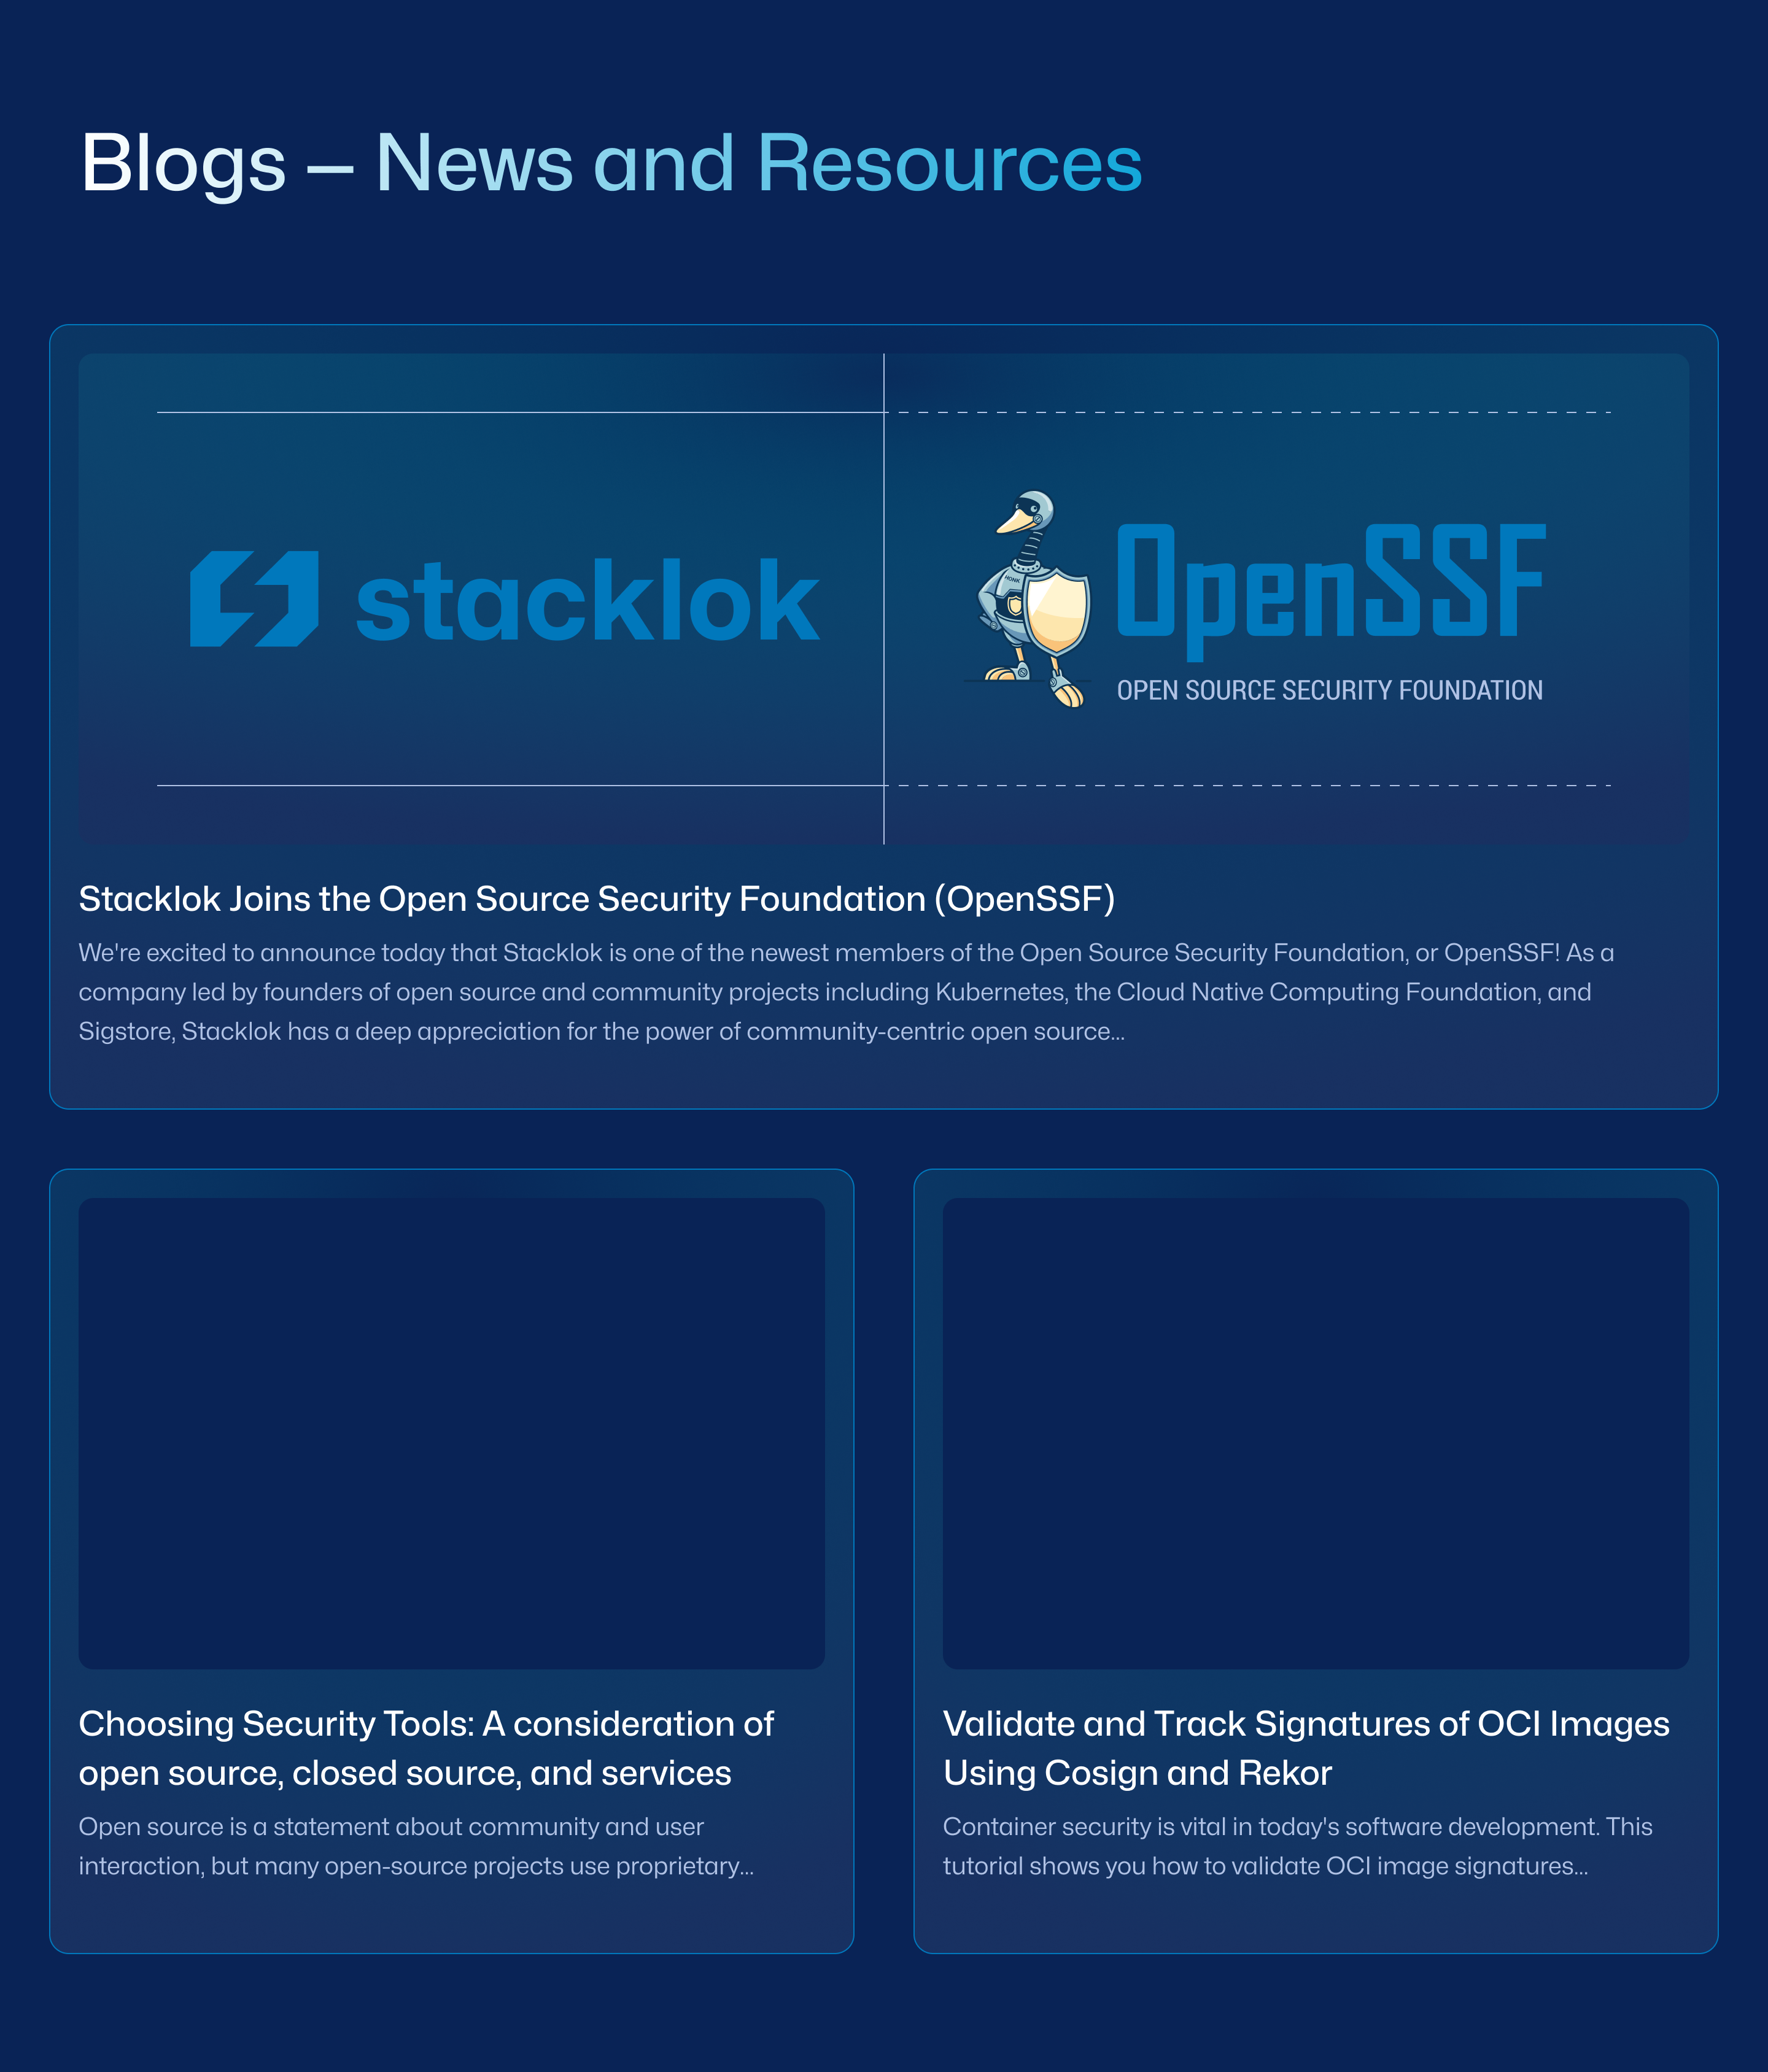 Blogs – News and Resources
stacklok
HONK
OpenSSF
OPEN SOURCE SECURITY FOUNDATION
Stacklok Joins the Open Source Security Foundation (OpenSSF)
We're excited to announce today that Stacklok is one of the newest members of the Open Source Security Foundation, or OpenSSF! As a
company led by founders of open source and community projects including Kubernetes, the Cloud Native Computing Foundation, and
Sigstore, Stacklok has a deep appreciation for the power of community-centric open source...
Choosing Security Tools: A consideration of
open source, closed source, and services
Open source is a statement about community and user
interaction, but many open-source projects use proprietary...
Validate and Track Signatures of OCI Images
Using Cosign and Rekor
Container security is vital in today's software development. This
tutorial shows you how to validate OCI image signatures...